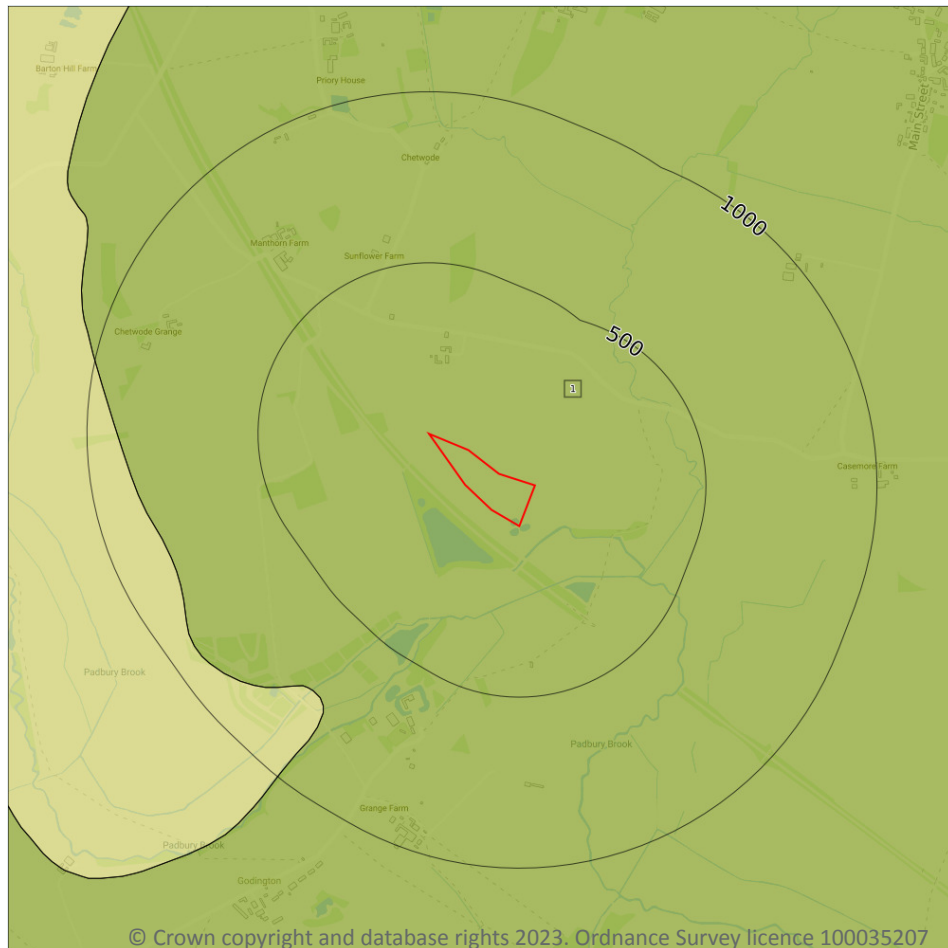 Barton Hill Farm
Priory House
Main Street
Chetwode
1000
Manthorn Farm
Sunflower Farm
Chetwode Grange
500
1
Casemore Farm
Padbury Brook
Padbury Brook
Grange Farm
Padbury Brook
Godington
© Crown copyright and database rights 2023. Ordnance Survey licence 100035207